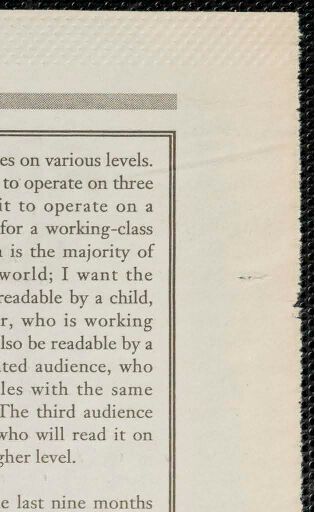 es on various levels.
to operate on three
it to operate on a
for a working-class
is the majority of
world; I want the
readable by a child,
r, who is working
lso be readable by a
ted audience, who
les with the same
The third audience
who will read it on
gher level.
e last nine months